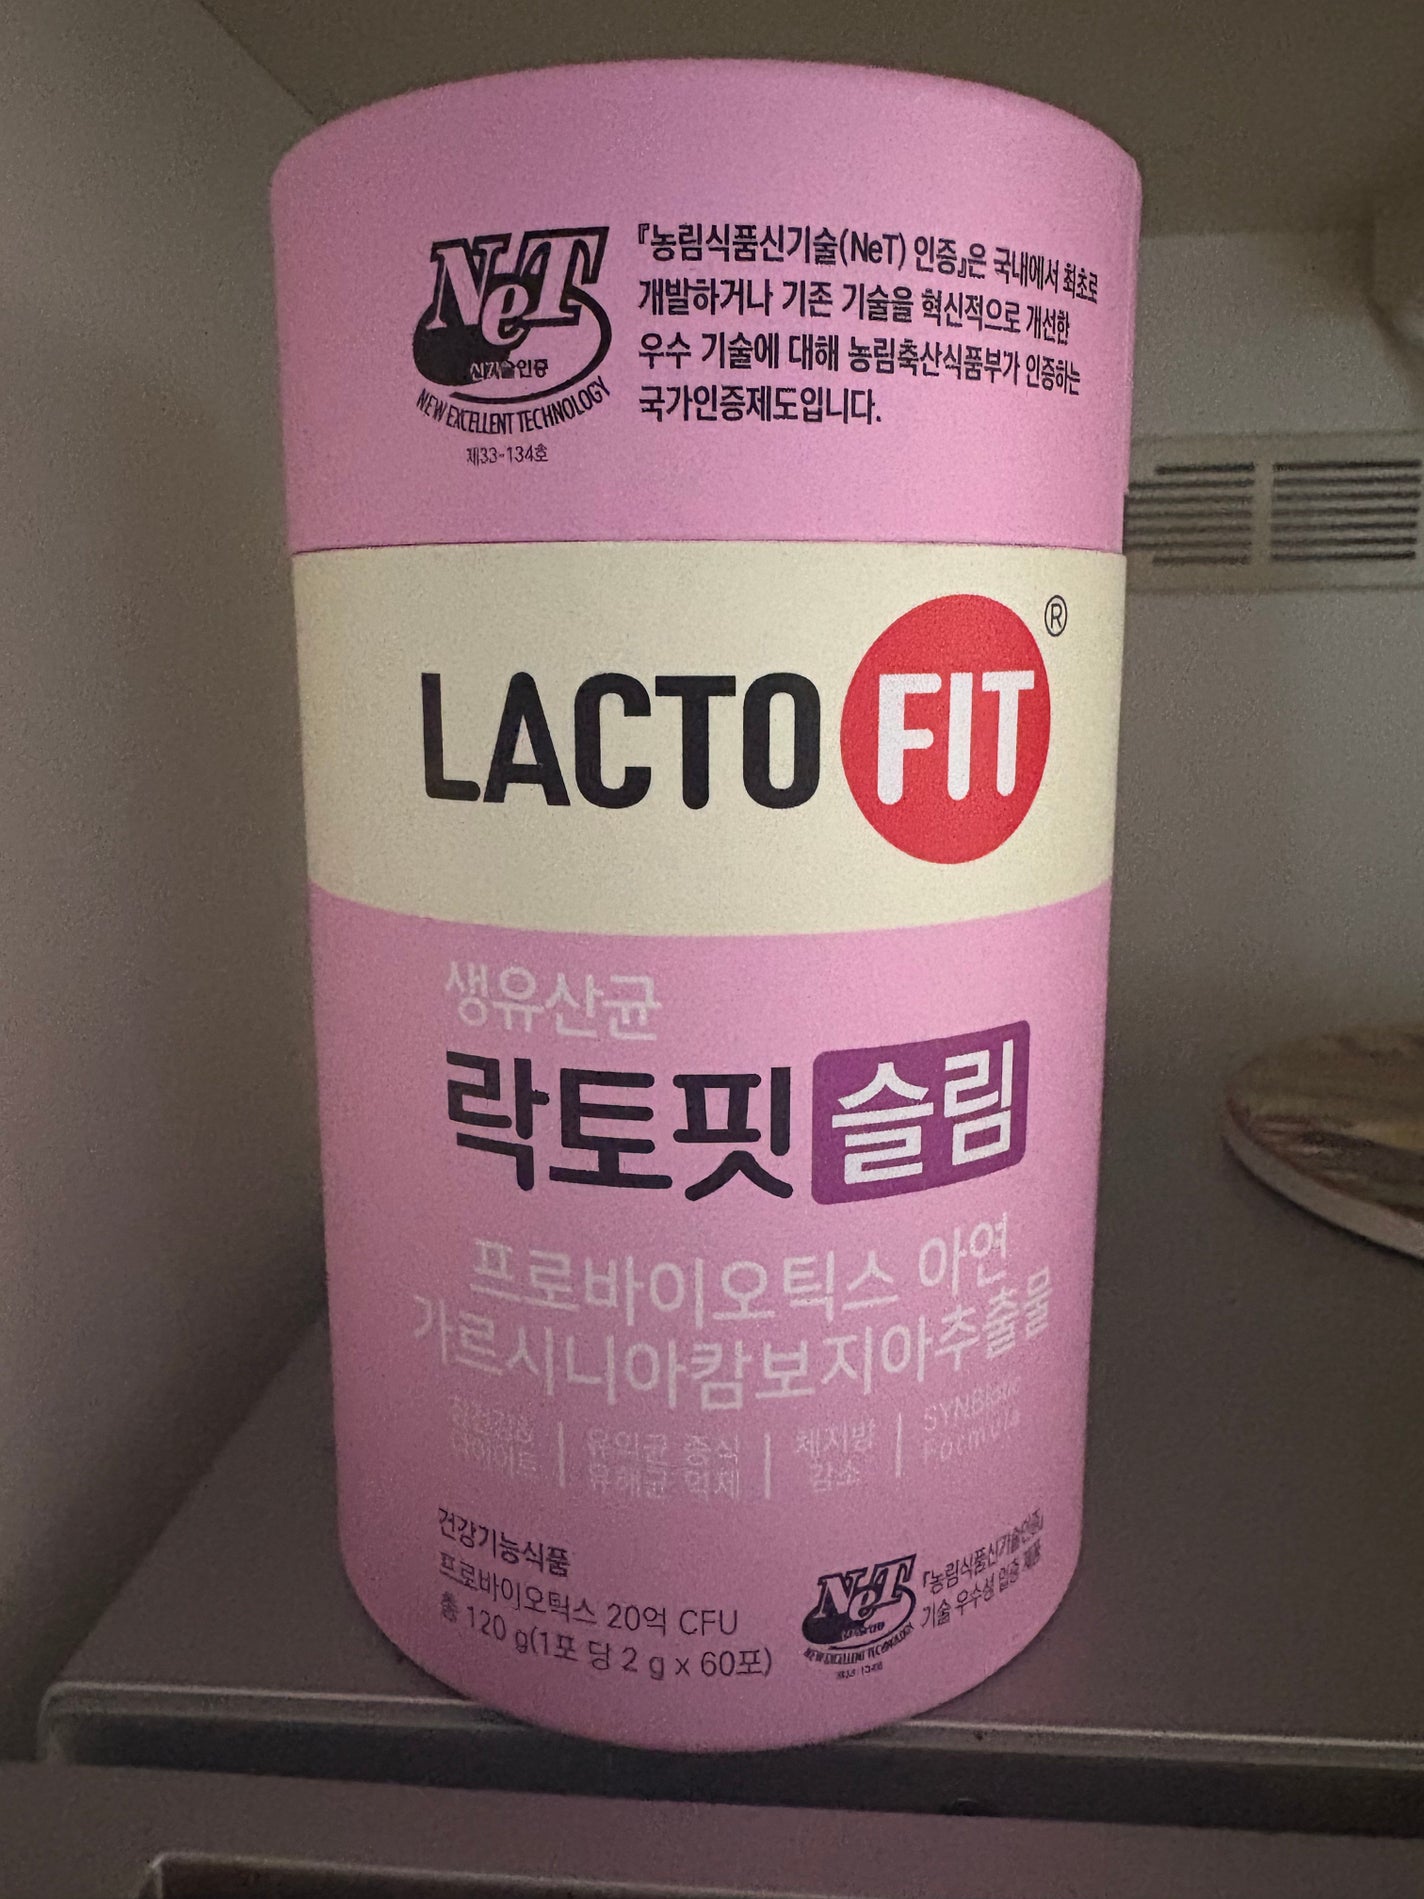 NeT
신기술인증
NEW EXCELLENT TECHNOLOGY
제33-134호
『농림식품신기술(NeT) 인증』은 국내에서 최초로
개발하거나 기존 기술을 혁신적으로 개선한
우수 기술에 대해 농림축산식품부가 인증하는
국가인증제도입니다.
LACTO FIT ®
생유산균
락토핏 슬림
프로바이오틱스 아연
가르시니아캄보지아추출물
유익균 증식
유해균 억제
체지방
감소
SYNBiotic
Formula
건강기능식품
프로바이오틱스 20억 CFU
총 120 g(1포 당 2 g x 60포)
NeT
NEW EXCELLENT TECHNOLOGY
『농림식품신기술인증』
기술 우수성 입증 제품